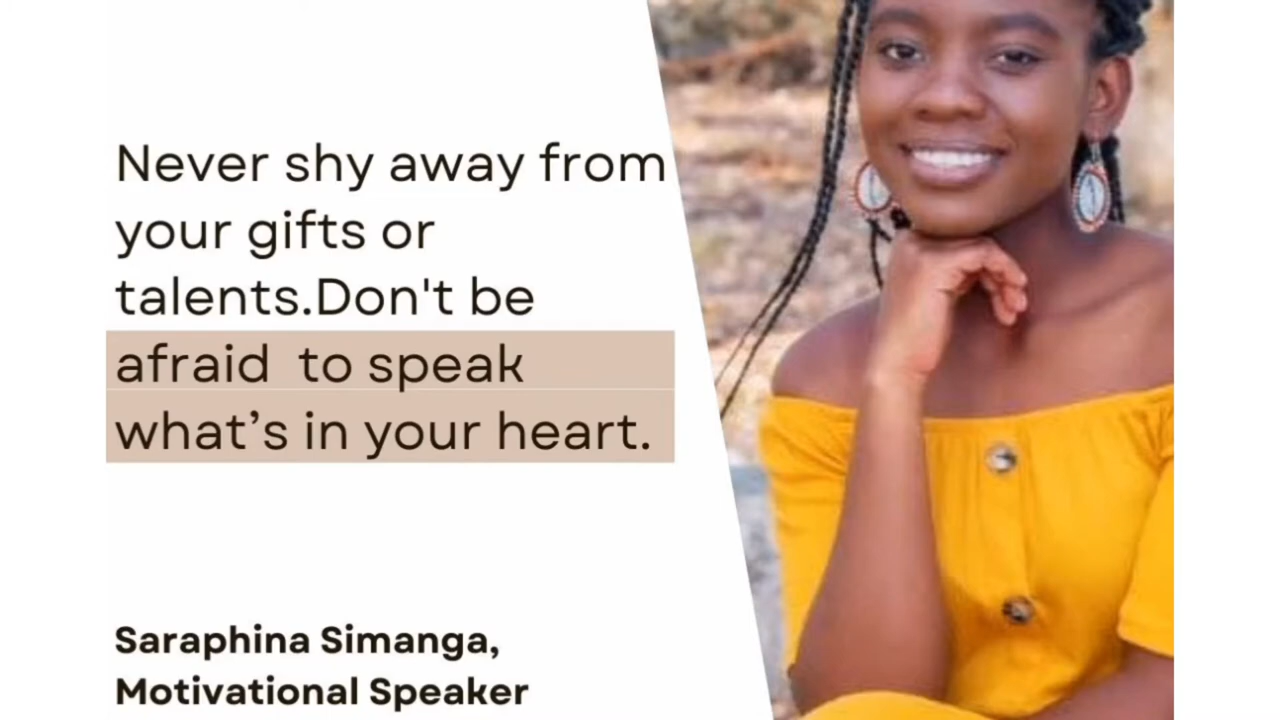 Never shy away from
your gifts or
talents.Don't be
afraid  to speak
what’s in your heart.
Saraphina Simanga,
Motivational Speaker